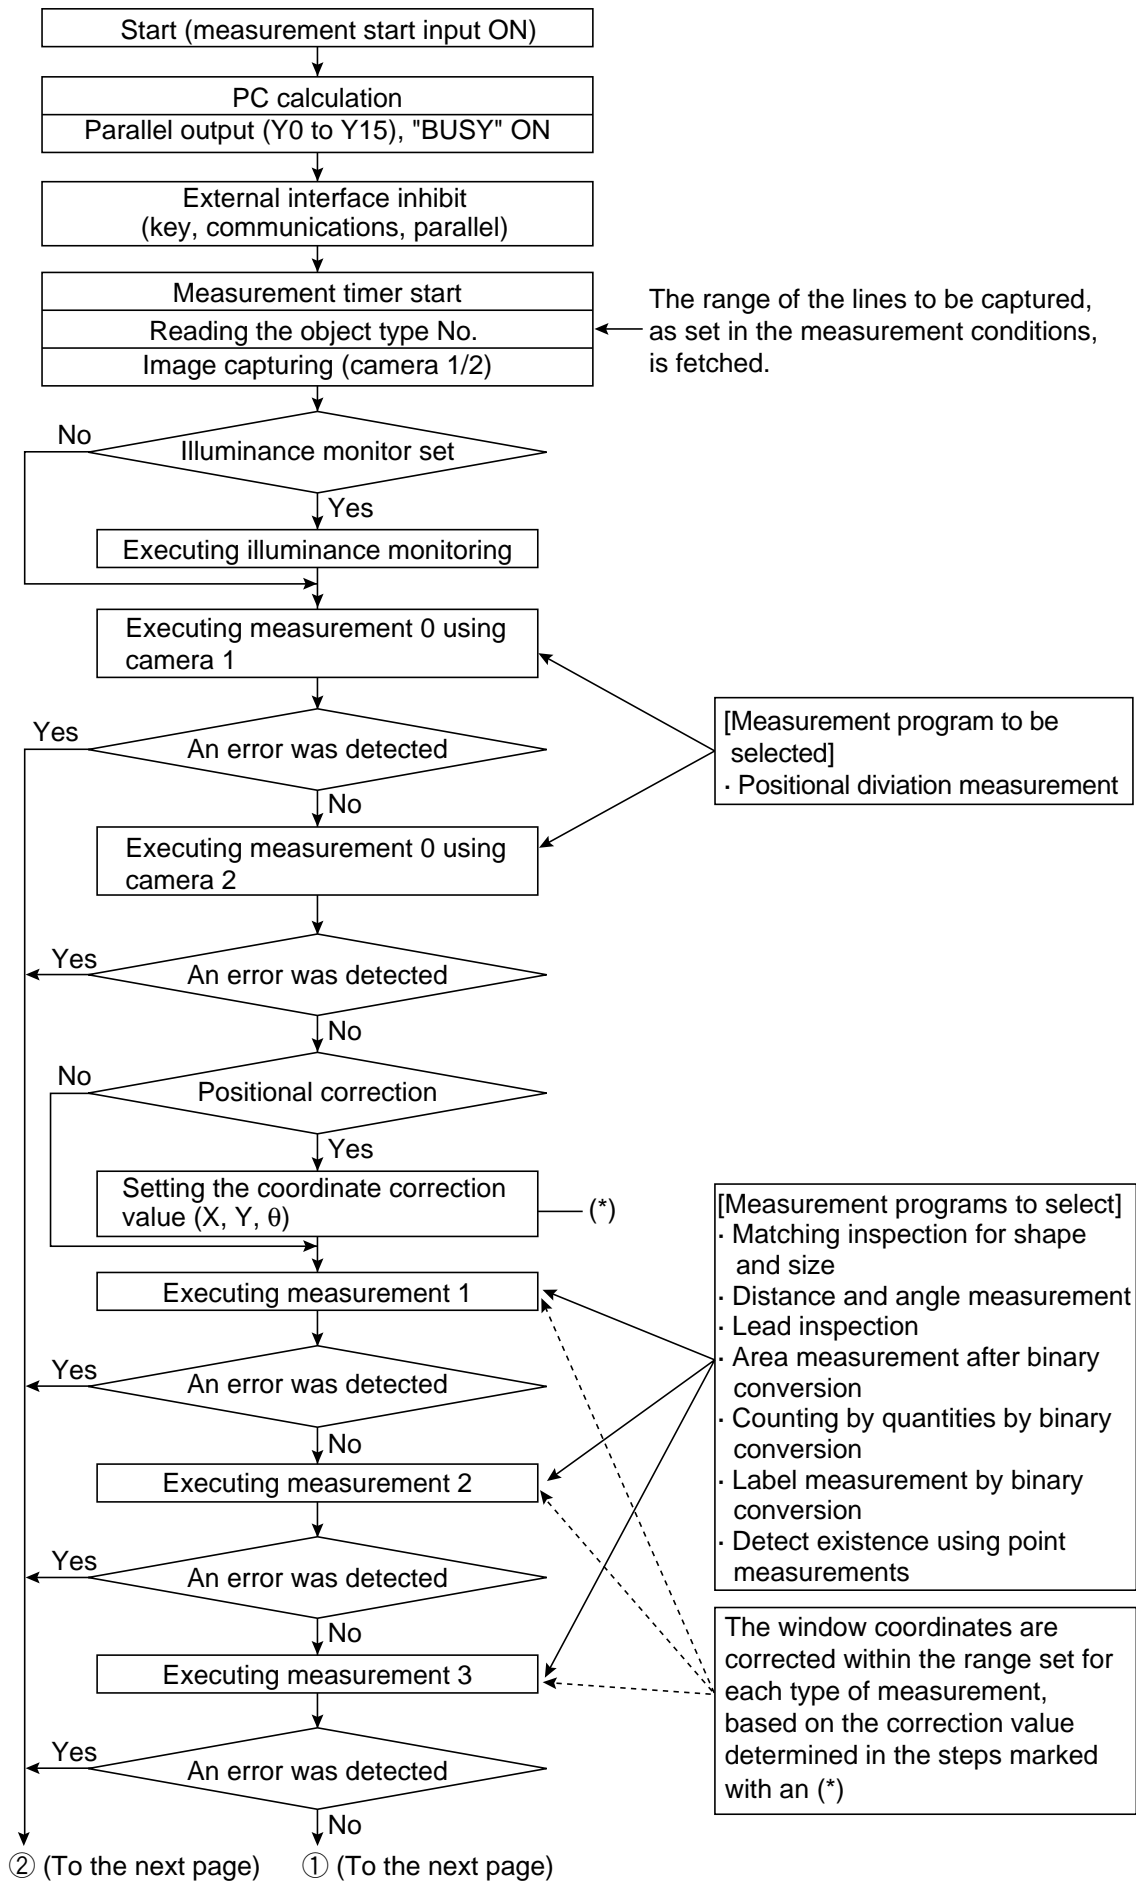 Start (measurement start input ON)
PC calculation
Parallel output (Y0 to Y15), "BUSY" ON
External interface inhibit
(key, communications, parallel)
Measurement timer start
Reading the object type No.
Image capturing (camera 1/2)
The range of the lines to be captured,
as set in the measurement conditions,
is fetched.
No
Illuminance monitor set
Yes
Executing illuminance monitoring
Executing measurement 0 using
camera 1
Yes
An error was detected
No
[Measurement program to be
selected]
· Positional diviation measurement
Executing measurement 0 using
camera 2
Yes
An error was detected
No
No
Positional correction
Yes
Setting the coordinate correction
value (X, Y, θ)
(*)
Executing measurement 1
Yes
An error was detected
No
Executing measurement 2
Yes
An error was detected
No
Executing measurement 3
Yes
An error was detected
No
[Measurement programs to select]
· Matching inspection for shape
and size
· Distance and angle measurement
· Lead inspection
· Area measurement after binary
conversion
· Counting by quantities by binary
conversion
· Label measurement by binary
conversion
· Detect existence using point
measurements
The window coordinates are
corrected within the range set for
each type of measurement,
based on the correction value
determined in the steps marked
with an (*)
② (To the next page)
① (To the next page)